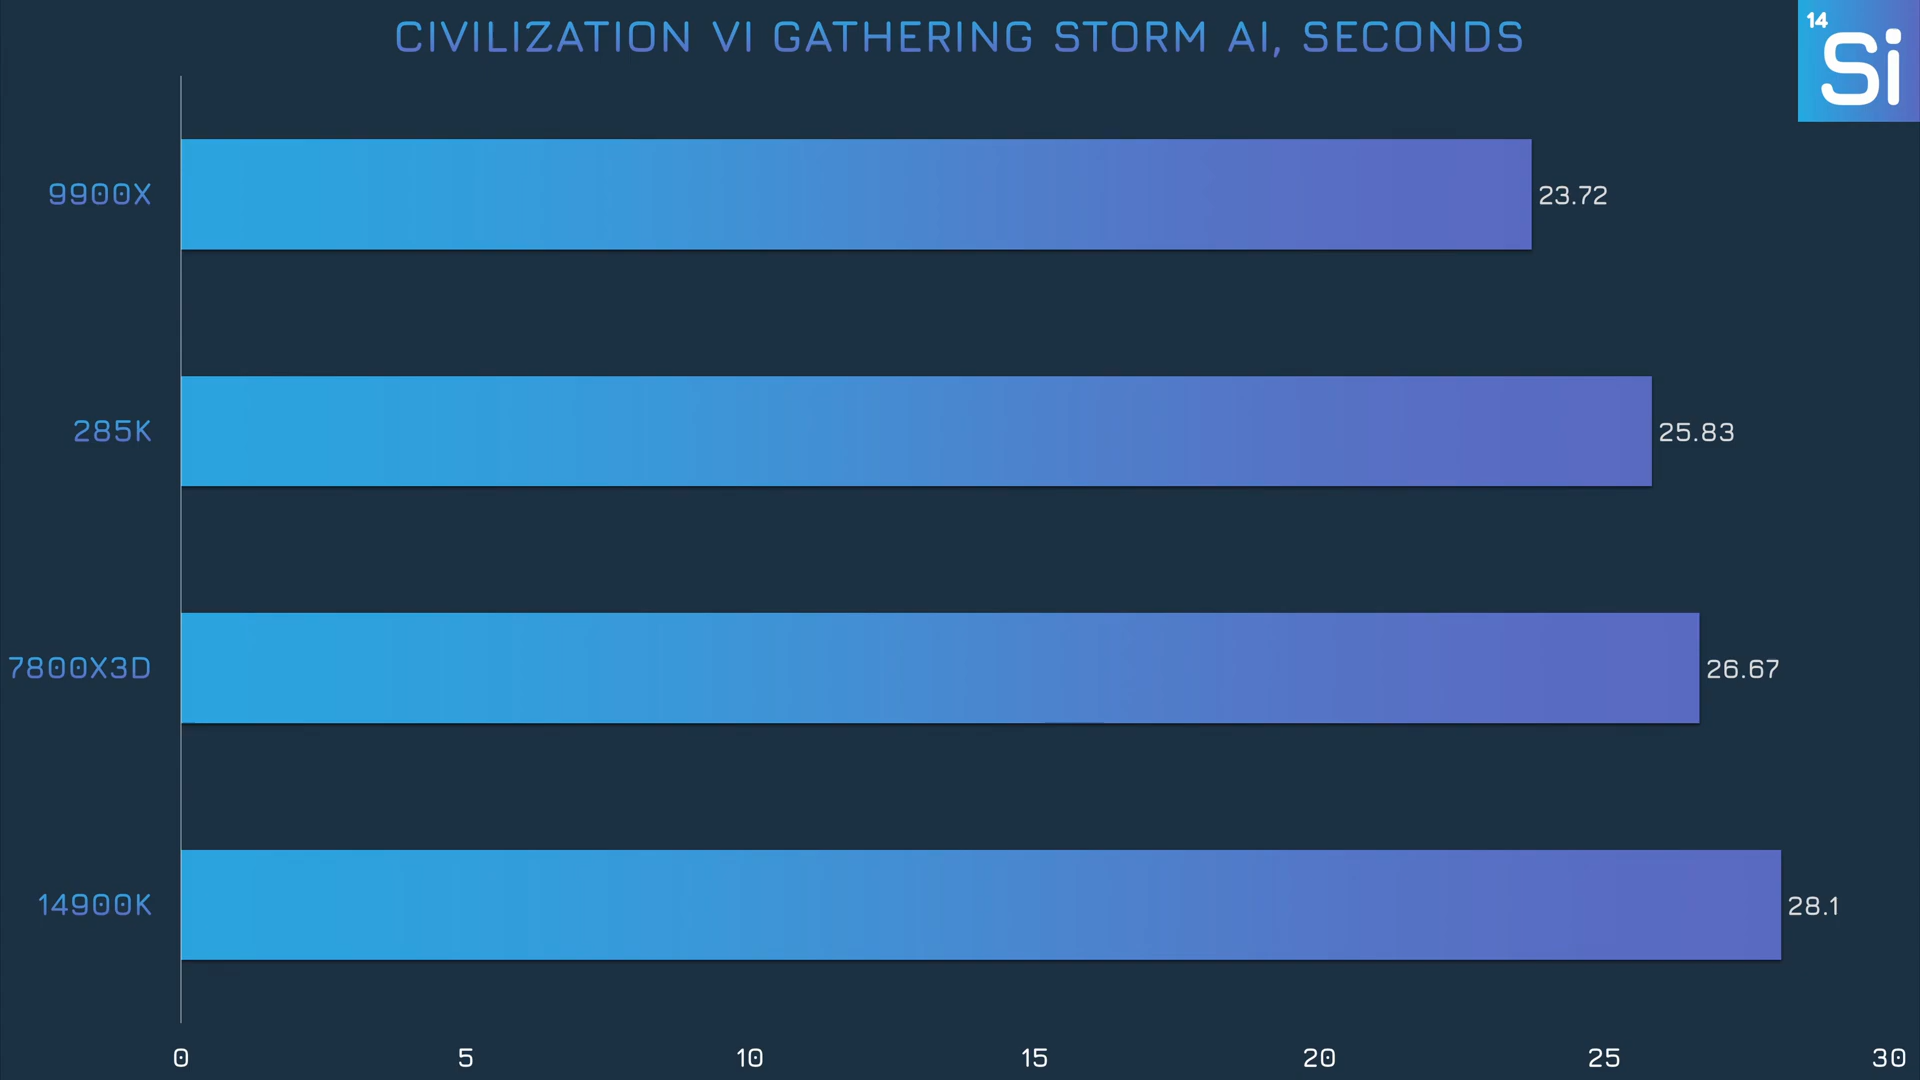 CIVILIZATION VI GATHERING STORM AI, SECONDS
14
Si
9900X
23.72
285K
25.83
7800X3D
26.67
14900K
28.1
0 5 10 15 20 25 30